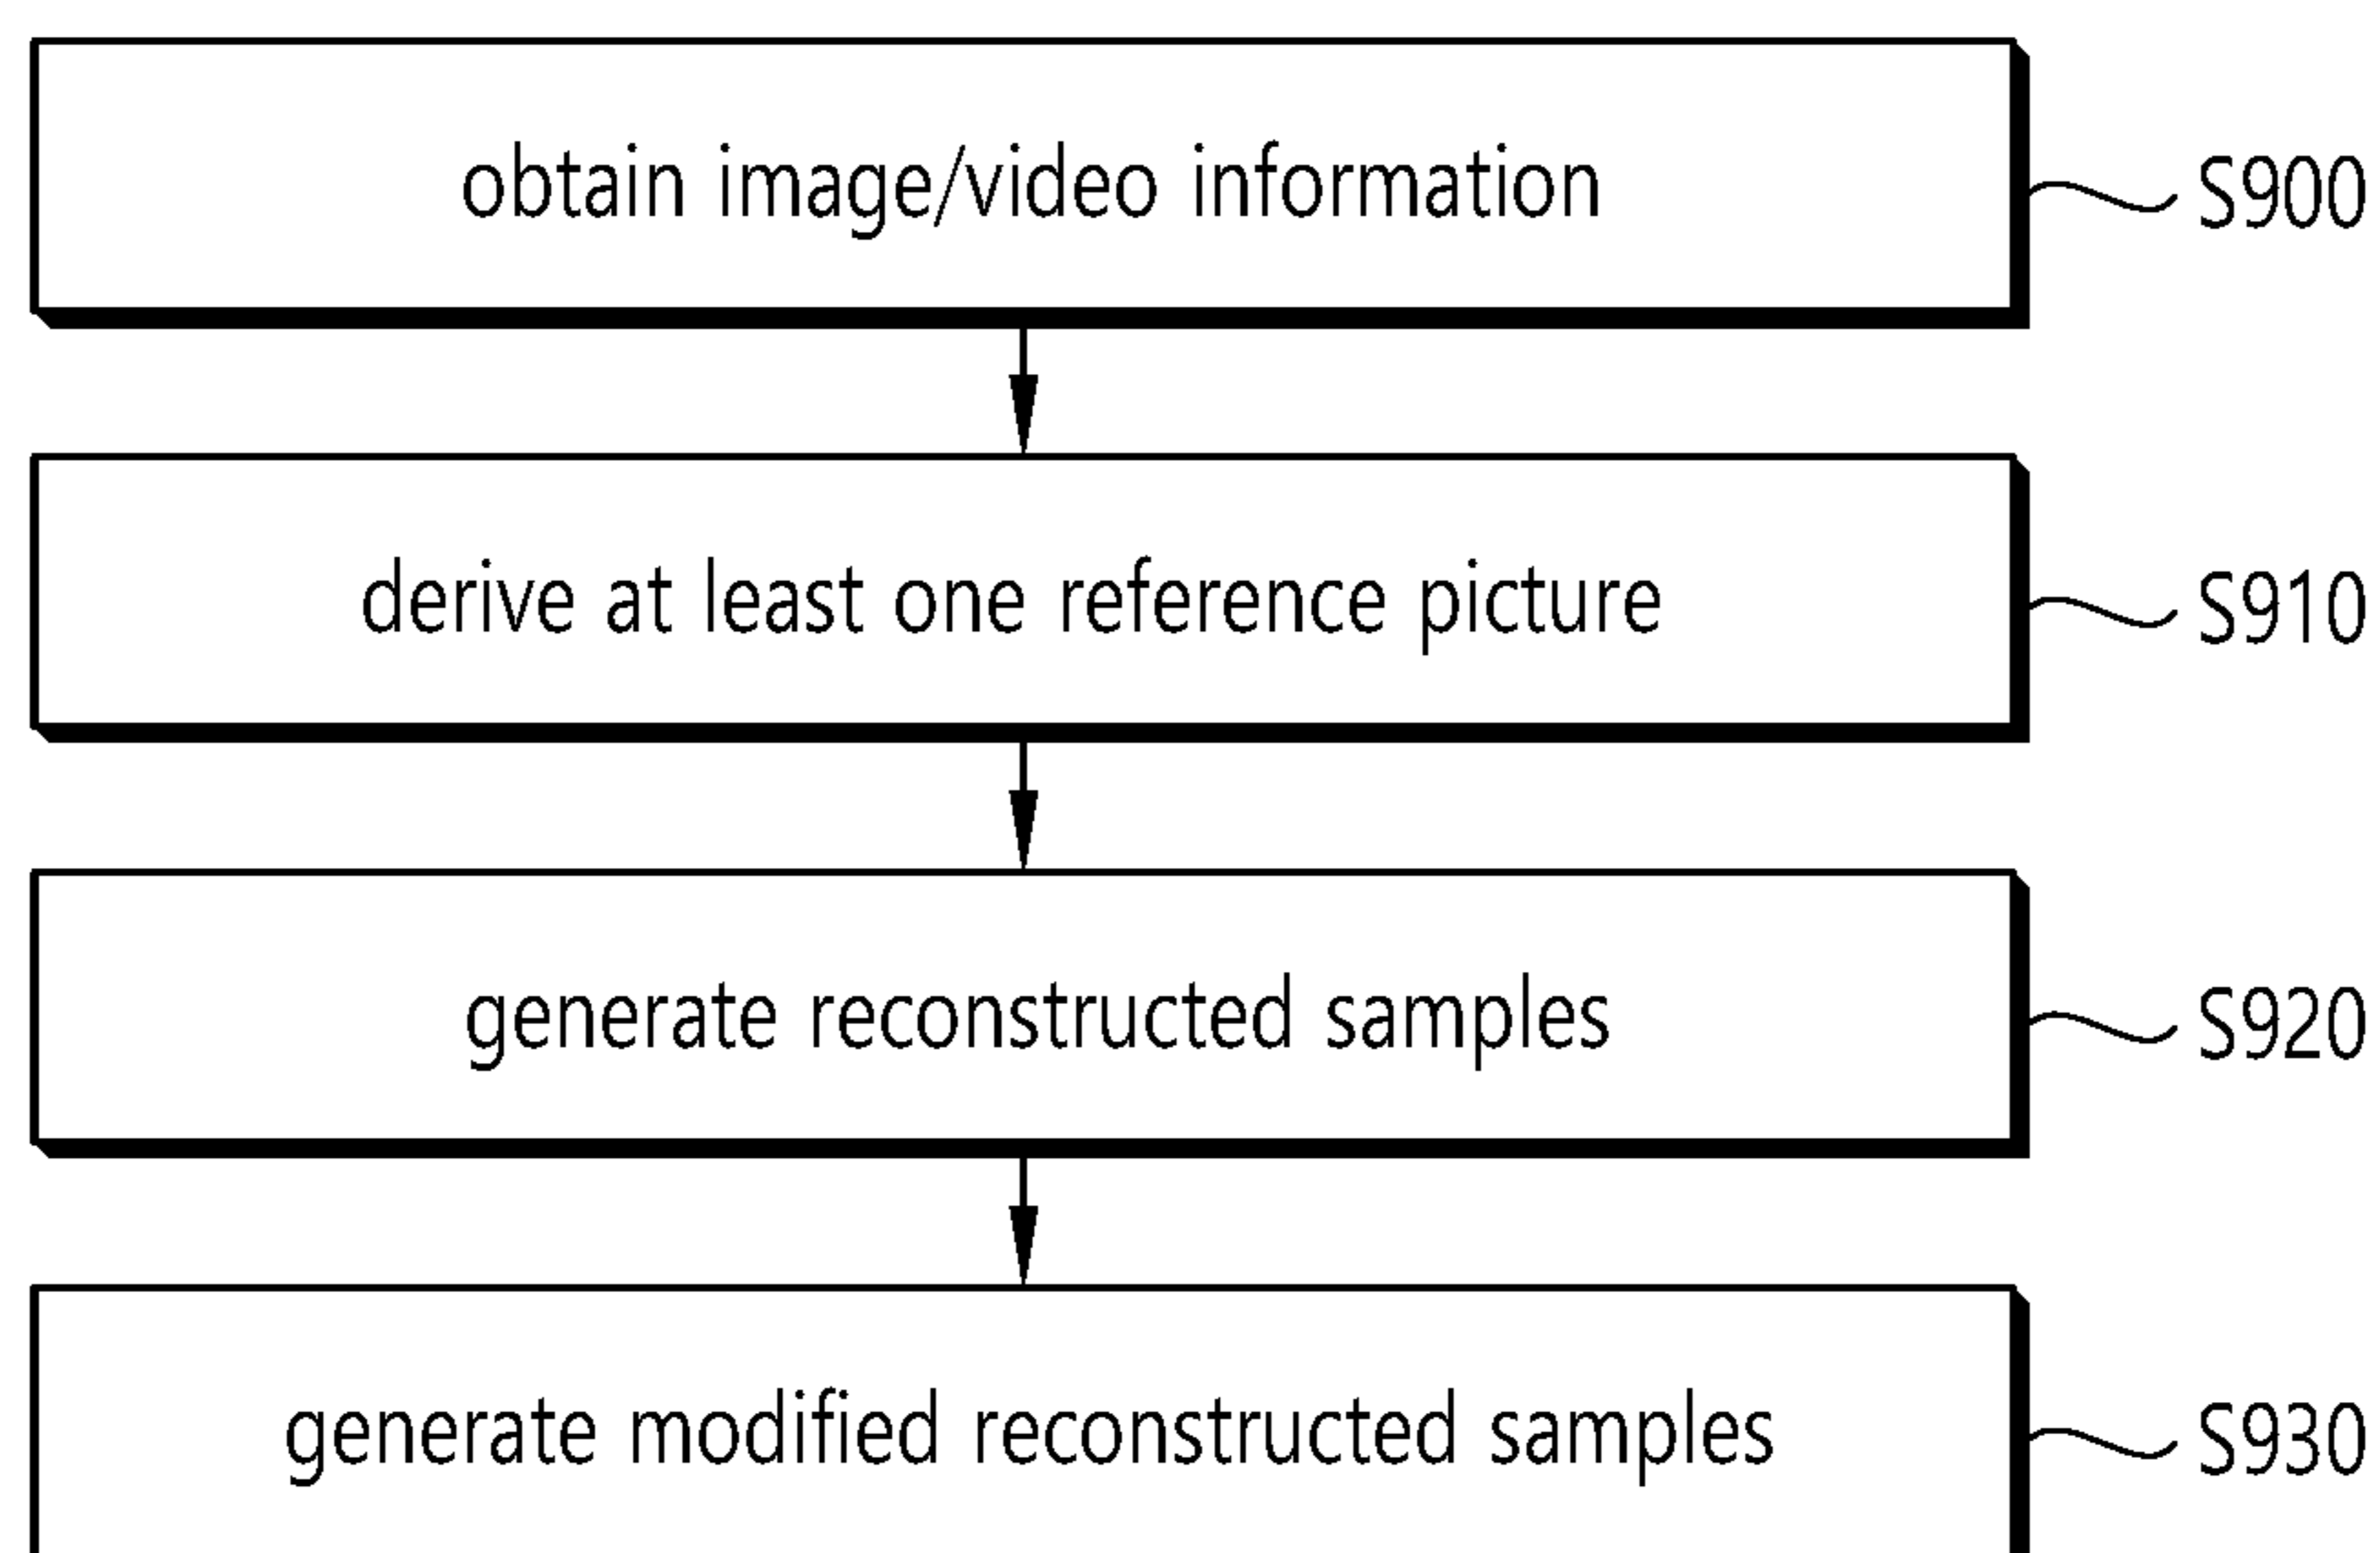 obtain image/video information S900
derive at least one reference picture S910
generate reconstructed samples S920
generate modified reconstructed samples S930